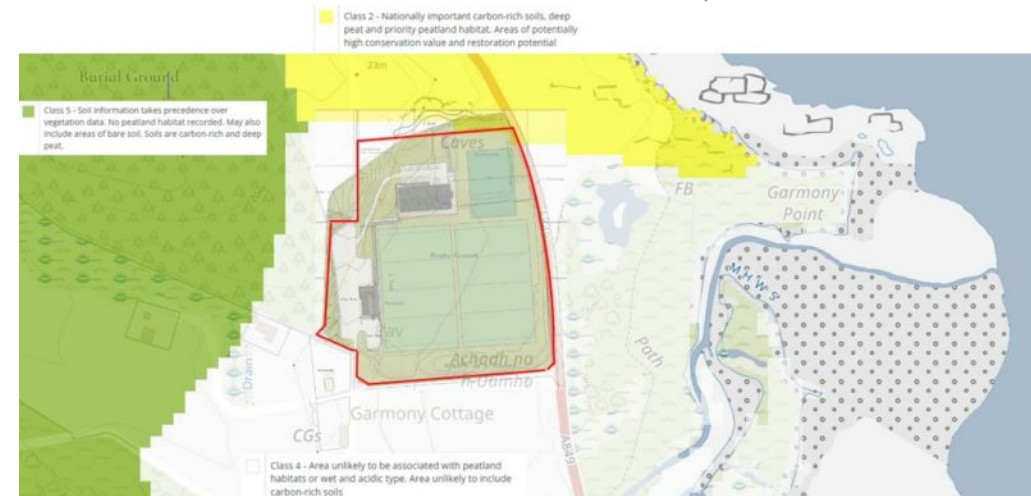 Class 2 - Nationally important carbon-rich soils, deep
peat and priority peatland habitat. Areas of potentially
high conservation value and restoration potential
23m
Burial Ground
Class 5 - Soil information takes precedence over
vegetation data. No peatland habitat recorded. May also
include areas of bare soil. Soils are carbon-rich and deep
peat.
Caves
FB
Garmony
Point
MHWS
Rugby Ground
Pav
Path
Achadh na
h-Uamha
Drain
Garmony Cottage
CGs
A849
Class 4 - Area unlikely to be associated with peatland
habitats or wet and acidic type. Area unlikely to include
carbon-rich soils